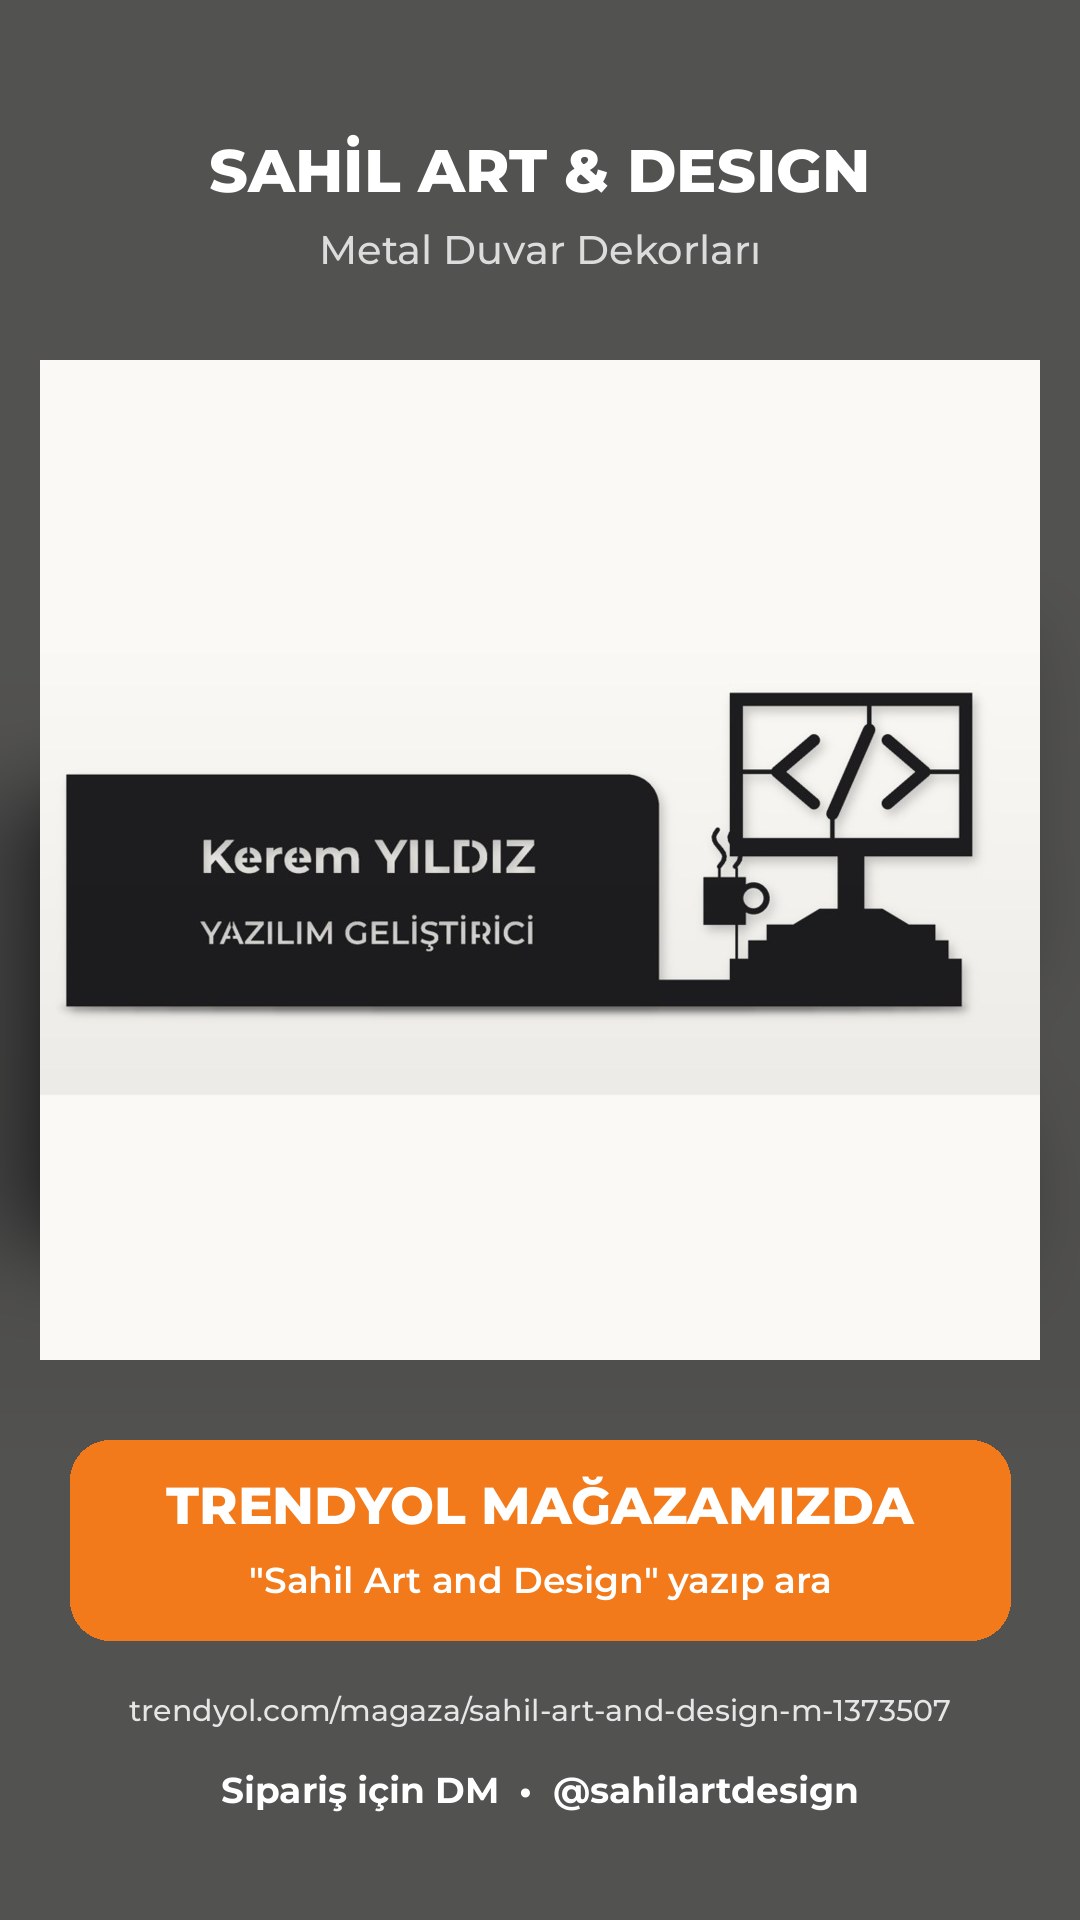 SAHİL ART & DESIGN
Metal Duvar Dekorları
</>
Kerem YILDIZ
YAZILIM GELİŞTİRİCİ
TRENDYOL MAĞAZAMIZDA
"Sahil Art and Design" yazıp ara
trendyol.com/magaza/sahil-art-and-design-m-1373507
Sipariş için DM • @sahilartdesign